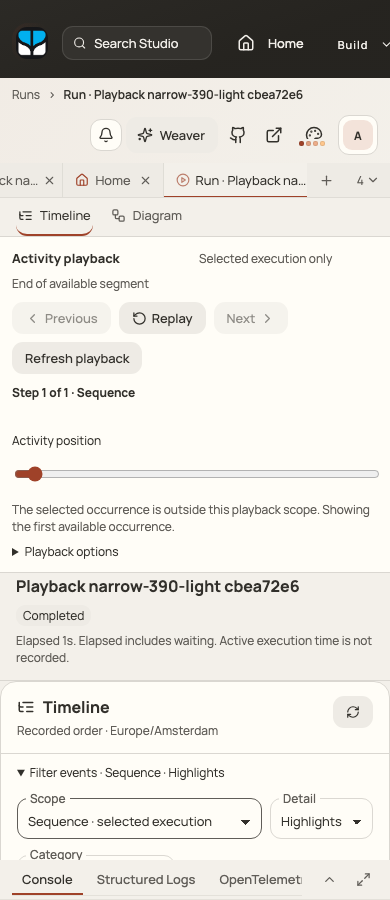 Search Studio
Home
Build
Runs > Run · Playback narrow-390-light cbea72e6
Weaver
A
ck na...
Home
Run · Playback na...
4
Timeline
Diagram
Activity playback
Selected execution only
End of available segment
Previous
Replay
Next
Refresh playback
Step 1 of 1 · Sequence
Activity position
The selected occurrence is outside this playback scope. Showing
the first available occurrence.
Playback options
Playback narrow-390-light cbea72e6
Completed
Elapsed 1s. Elapsed includes waiting. Active execution time is not
recorded.
Timeline
Recorded order · Europe/Amsterdam
Filter events · Sequence · Highlights
Scope
Detail
Sequence · selected execution
Highlights
Category
Console
Structured Logs
OpenTelemet